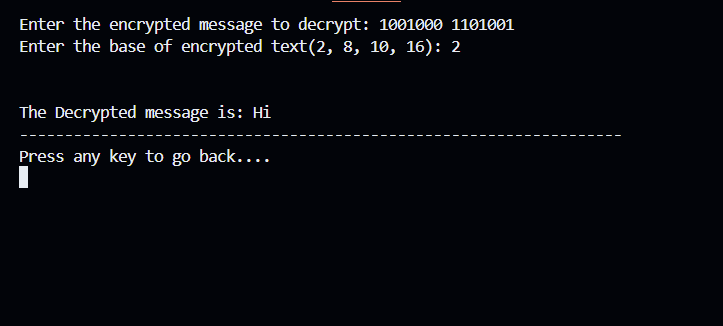 Enter the encrypted message to decrypt: 1001000 1101001
Enter the base of encrypted text(2, 8, 10, 16): 2
The Decrypted message is: Hi
-------------------------------------------------------------------
Press any key to go back....